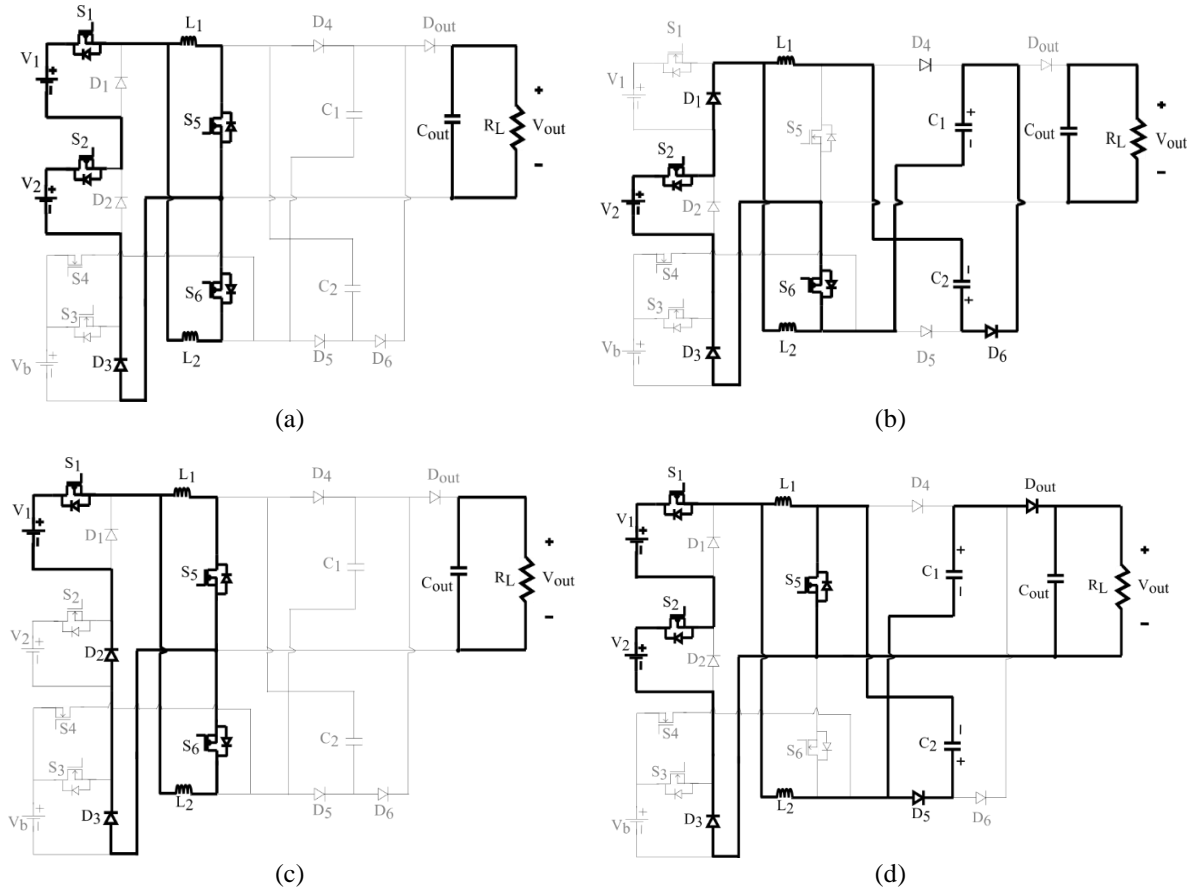 S1
L1
D4
Dout
V1
+
D1
C1
S5
S2
Cout
RL
Vout
V2
D2
S4
S6
C2
S3
Vb
D3
L2
D5
D6
(a)
S1
L1
D4
Dout
V1
D1
C1
S5
S2
Cout
RL
Vout
V2
D2
S4
S6
C2
S3
Vb
D3
L2
D5
D6
(b)
S1
L1
D4
Dout
V1
D1
C1
S5
S2
Cout
RL
Vout
V2
D2
S4
S6
C2
S3
Vb
D3
L2
D5
D6
(c)
S1
L1
D4
Dout
V1
D1
C1
S5
S2
Cout
RL
Vout
V2
D2
S4
S6
C2
S3
Vb
D3
L2
D5
D6
(d)